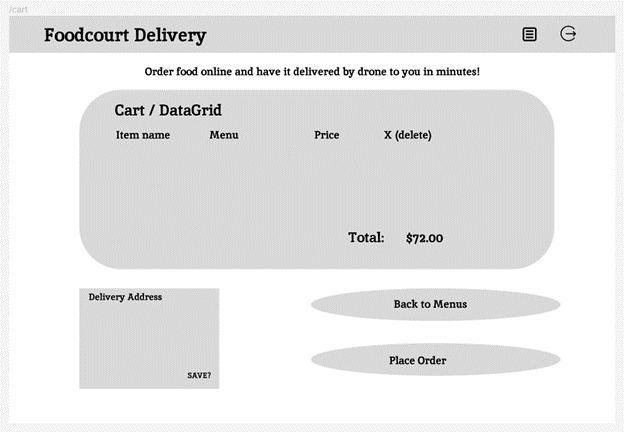 /cart
Foodcourt Delivery
Order food online and have it delivered by drone to you in minutes!
Cart / DataGrid
Item name Menu Price X (delete)
Total: $72.00
Delivery Address
SAVE?
Back to Menus
Place Order